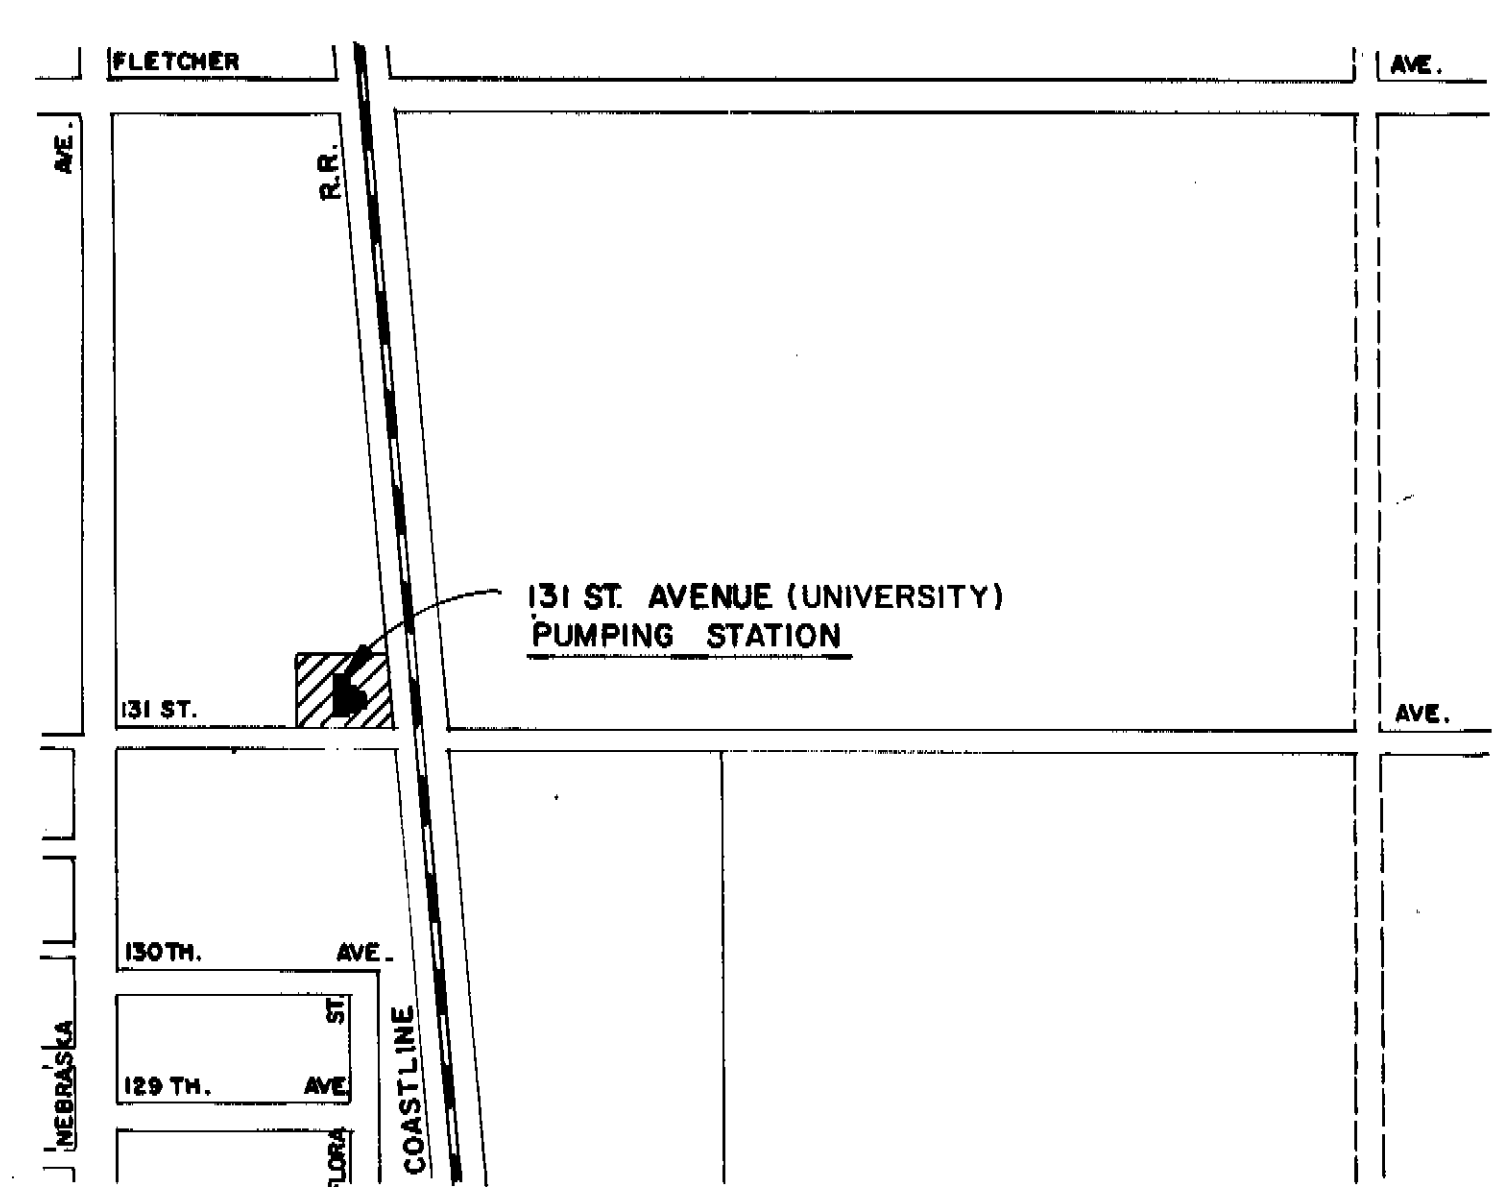 FLETCHER AVE.
AVE.
R.R.
131 ST. AVENUE (UNIVERSITY)
PUMPING STATION
131 ST. AVE.
130TH. AVE.
ST.
COASTLINE
NEBRASKA
129 TH. AVE
FLORA